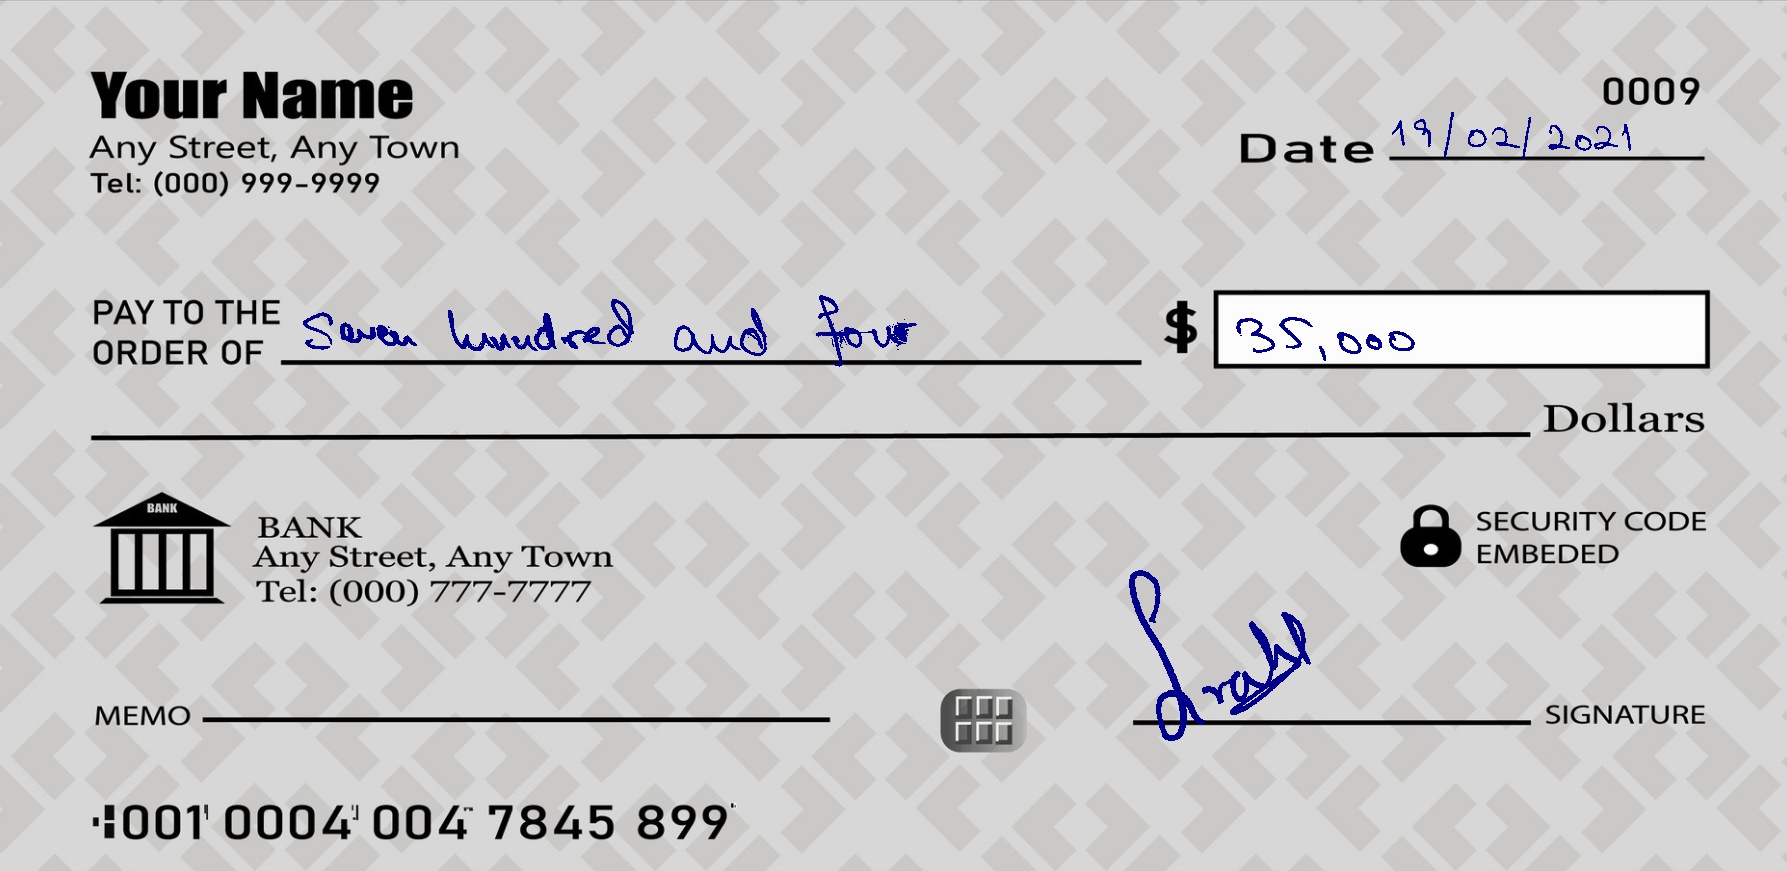 Your Name
Any Street, Any Town
Tel: (000) 999-9999
0009
Date 19/02/2021
PAY TO THE
ORDER OF Seven hundred and four $ 35,000
Dollars
BANK
BANK
Any Street, Any Town
Tel: (000) 777-7777
SECURITY CODE
EMBEDED
MEMO
SIGNATURE
001 0004 004 7845 899